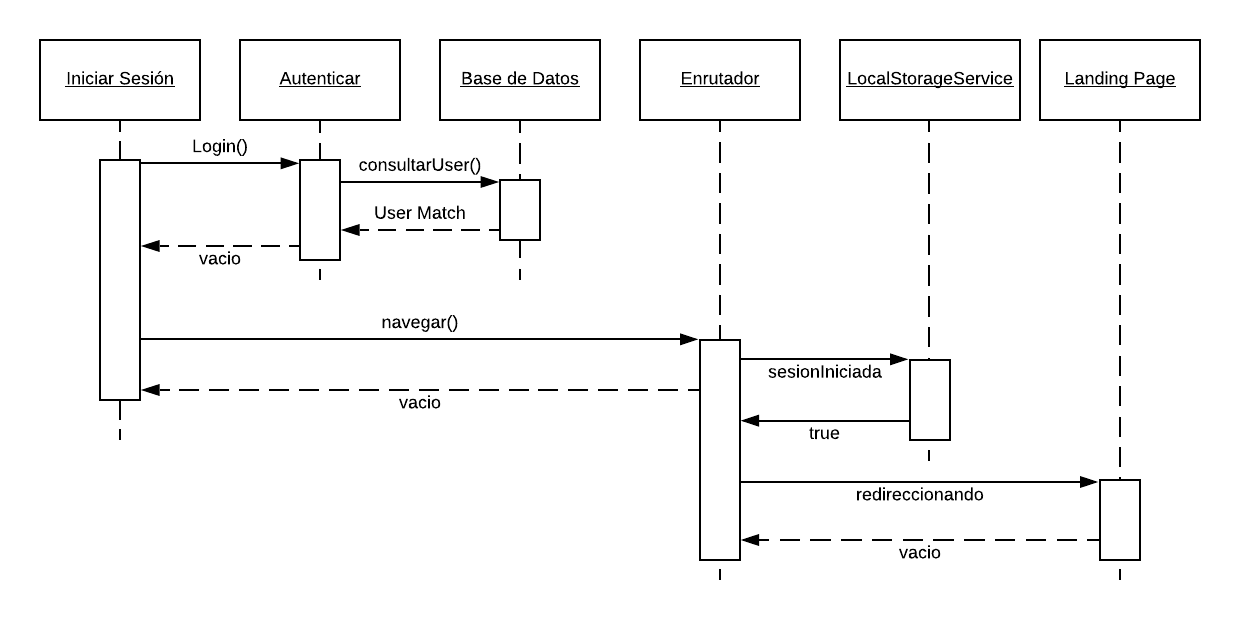 Iniciar Sesión
Autenticar
Base de Datos
Enrutador
LocalStorageService
Landing Page
Login()
consultarUser()
User Match
vacio
navegar()
sesionIniciada
vacio
true
redireccionando
vacio